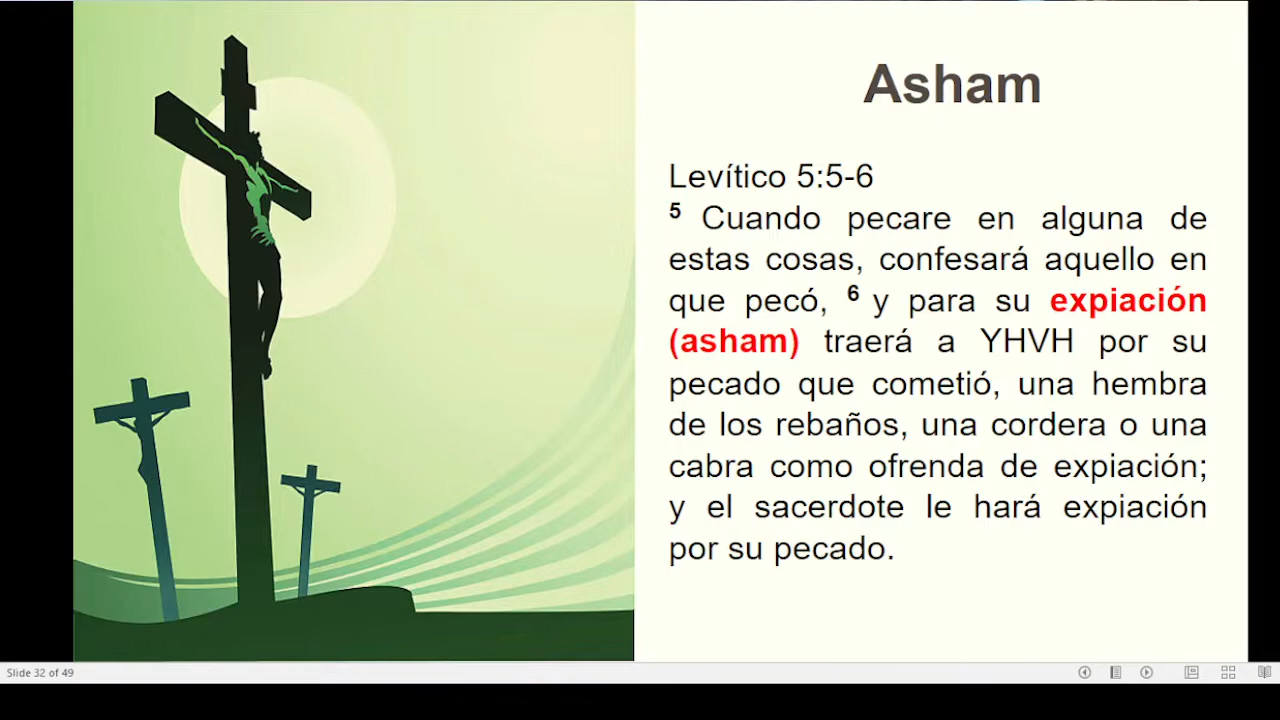 Asham
Levítico 5:5-6
5 Cuando pecare en alguna de
estas cosas, confesará aquello en
que pecó, 6 y para su expiación
(asham) traerá a YHVH por su
pecado que cometió, una hembra
de los rebaños, una cordera o una
cabra como ofrenda de expiación;
y el sacerdote le hará expiación
por su pecado.
Slide 32 of 49